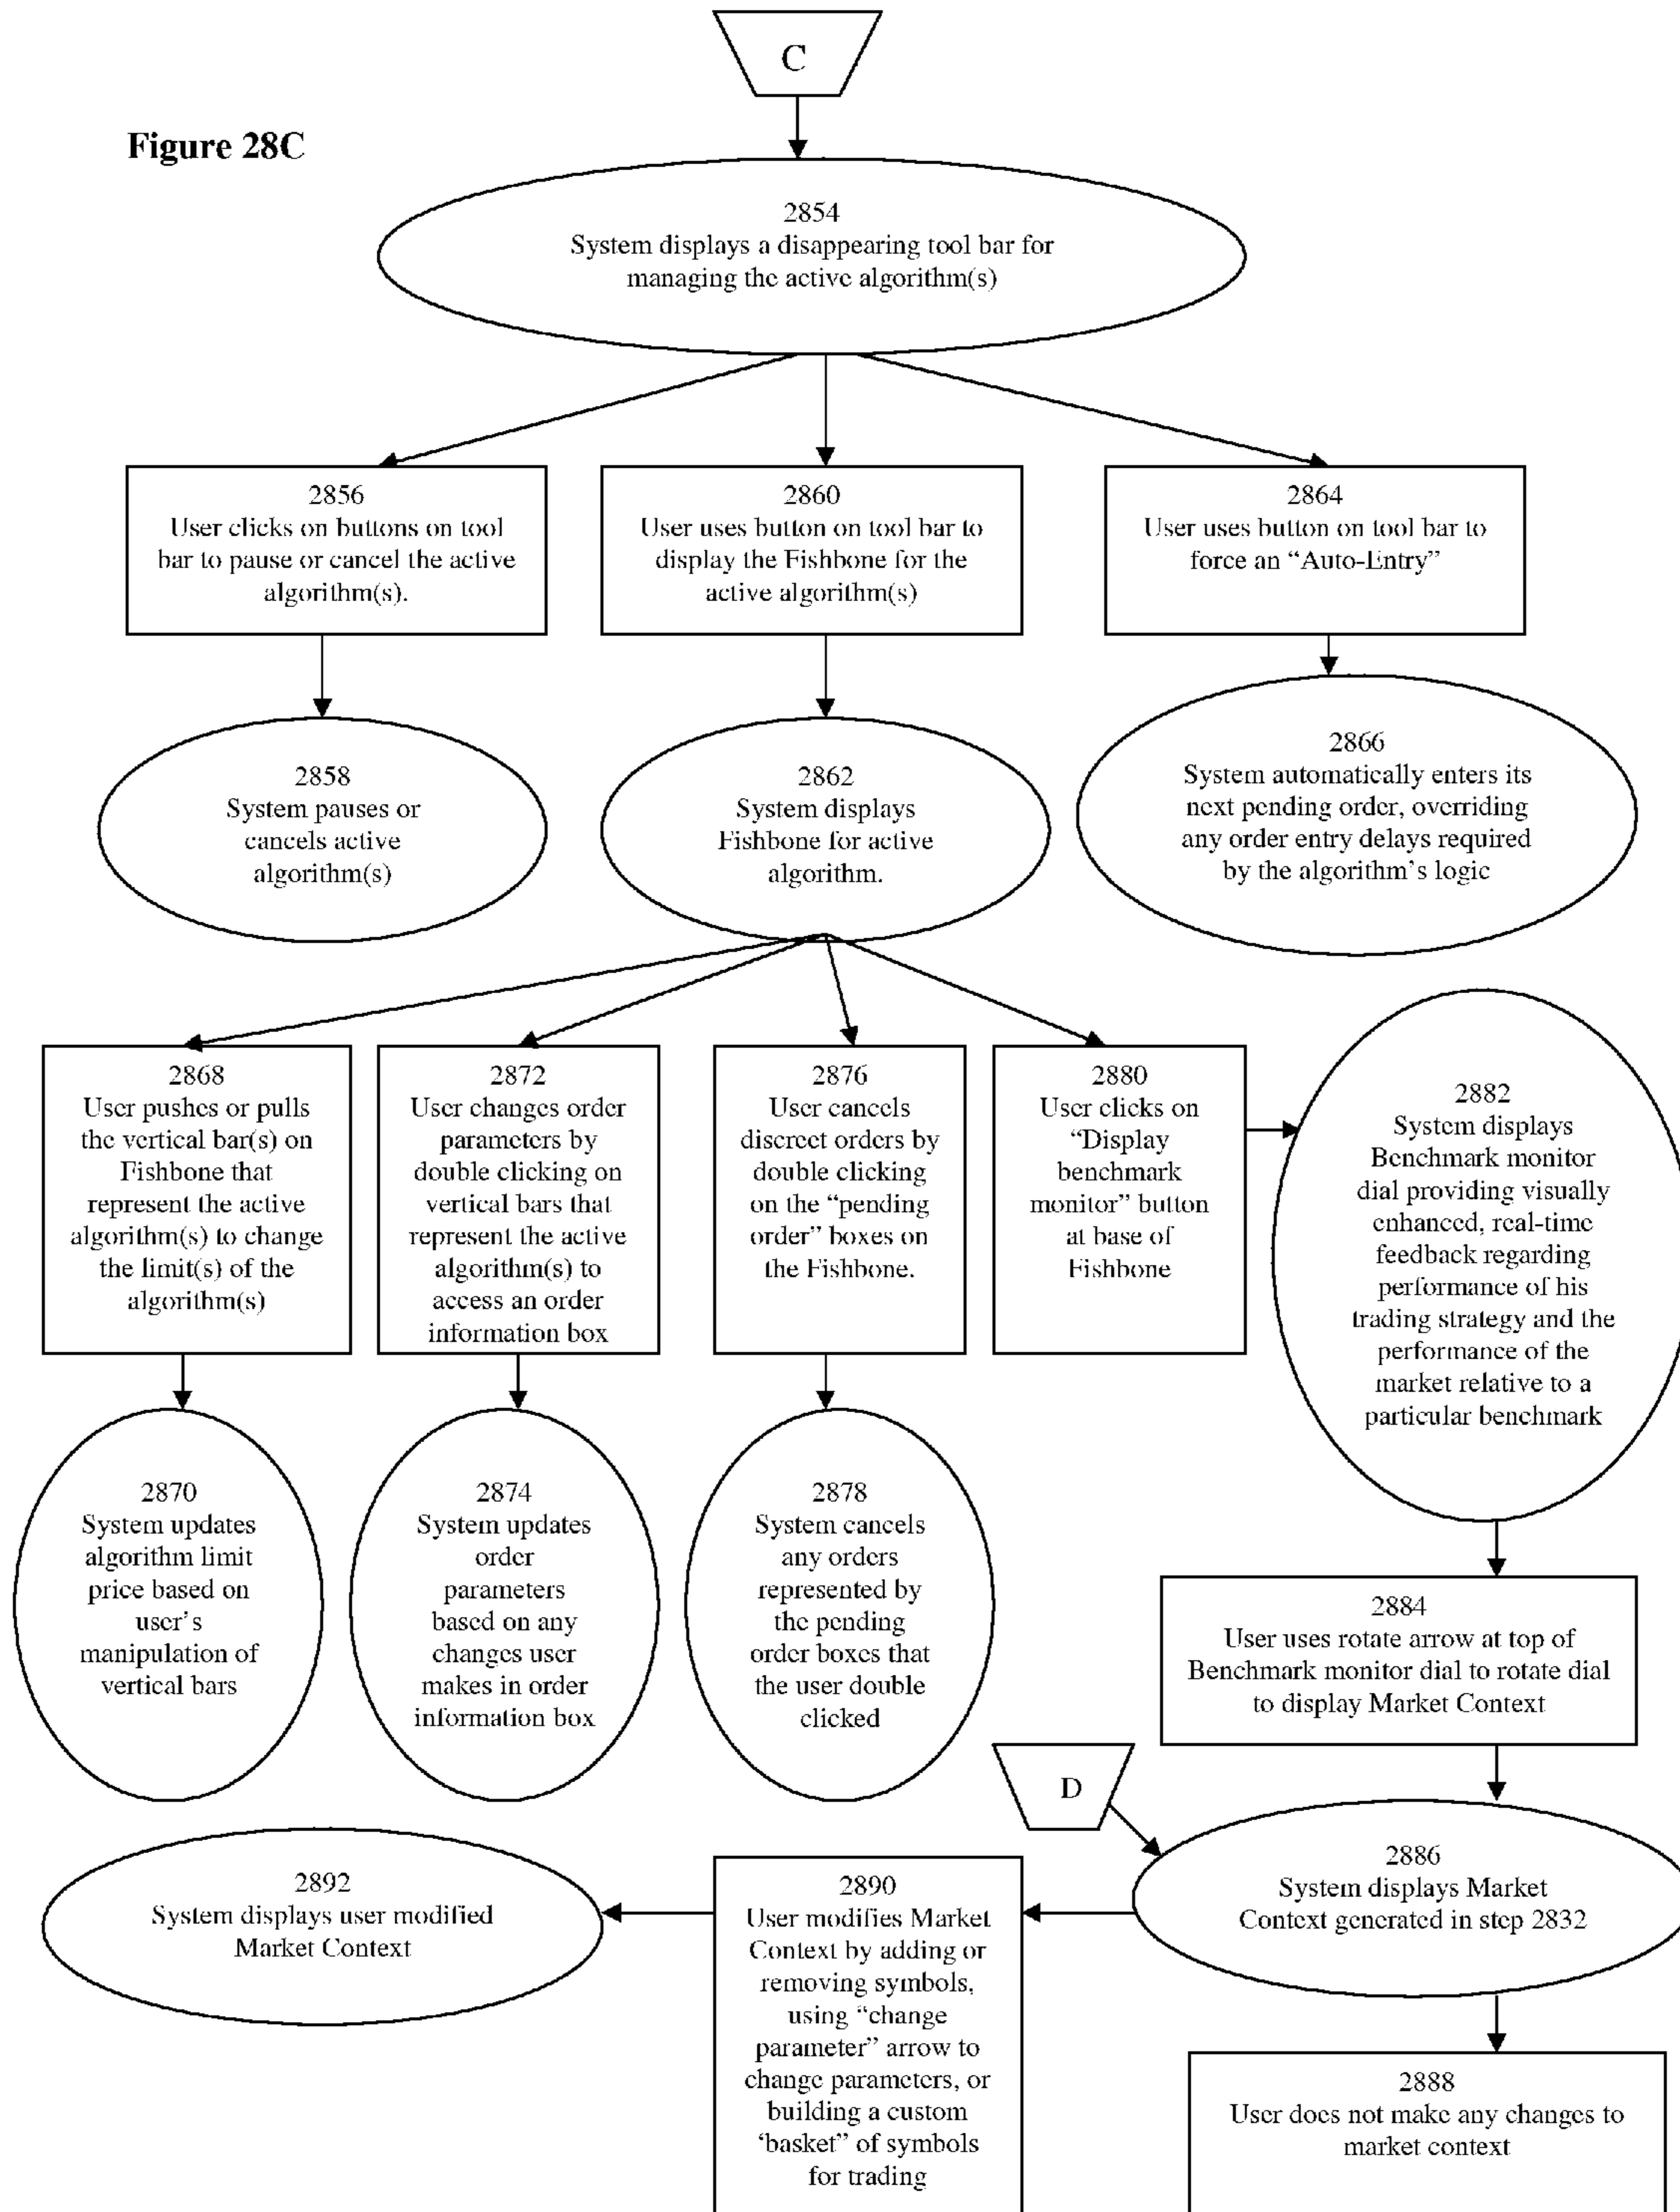 C
Figure 28C
2854
System displays a disappearing tool bar for
managing the active algorithm(s)
2856
User clicks on buttons on tool
bar to pause or cancel the active
algorithm(s).
2860
User uses button on tool bar to
display the Fishbone for the
active algorithm(s)
2864
User uses button on tool bar to
force an “Auto-Entry”
2858
System pauses or
cancels active
algorithm(s)
2862
System displays
Fishbone for active
algorithm.
2866
System automatically enters its
next pending order, overriding
any order entry delays required
by the algorithm’s logic
2868
User pushes or pulls
the vertical bar(s) on
Fishbone that
represent the active
algorithm(s) to change
the limit(s) of the
algorithm(s)
2872
User changes order
parameters by
double clicking on
vertical bars that
represent the active
algorithm(s) to
access an order
information box
2876
User cancels
discreet orders by
double clicking
on the “pending
order” boxes on
the Fishbone.
2880
User clicks on
“Display
benchmark
monitor” button
at base of
Fishbone
2882
System displays
Benchmark monitor
dial providing visually
enhanced, real-time
feedback regarding
performance of his
trading strategy and the
performance of the
market relative to a
particular benchmark
2870
System updates
algorithm limit
price based on
user’s
manipulation of
vertical bars
2874
System updates
order
parameters
based on any
changes user
makes in order
information box
2878
System cancels
any orders
represented by
the pending
order boxes that
the user double
clicked
2884
User uses rotate arrow at top of
Benchmark monitor dial to rotate dial
to display Market Context
D
2886
System displays Market
Context generated in step 2832
2892
System displays user modified
Market Context
2890
User modifies Market
Context by adding or
removing symbols,
using “change
parameter” arrow to
change parameters, or
building a custom
‘basket” of symbols
for trading
2888
User does not make any changes to
market context